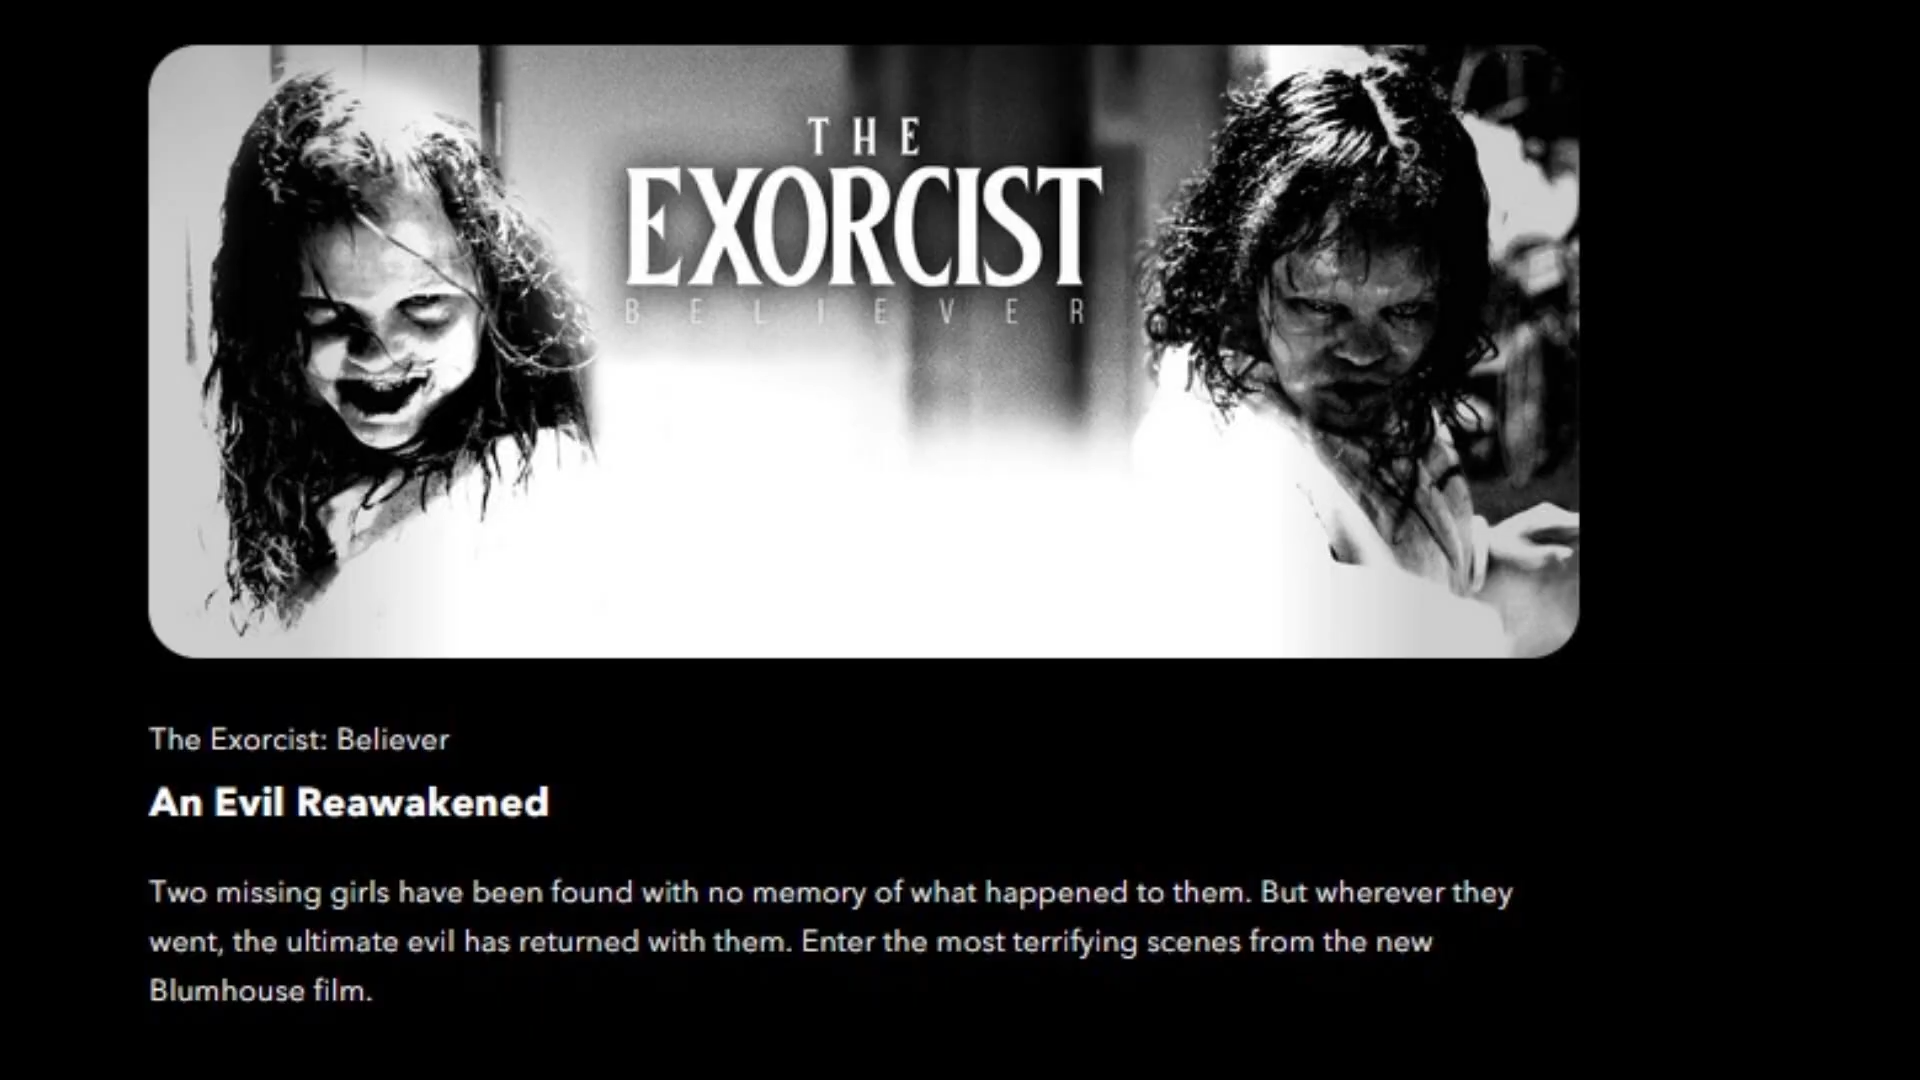 THE
EXORCIST
BELIEVER
The Exorcist: Believer
An Evil Reawakened
Two missing girls have been found with no memory of what happened to them. But wherever they
went, the ultimate evil has returned with them. Enter the most terrifying scenes from the new
Blumhouse film.